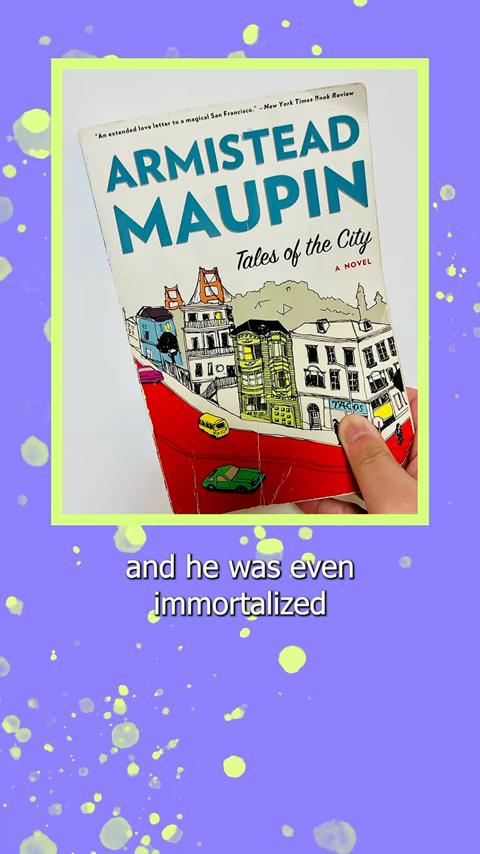 "An extended love letter to a magical San Francisco." —New York Times Book Review
ARMISTEAD
MAUPIN
Tales of the City
A NOVEL
TACOS
and he was even
immortalized